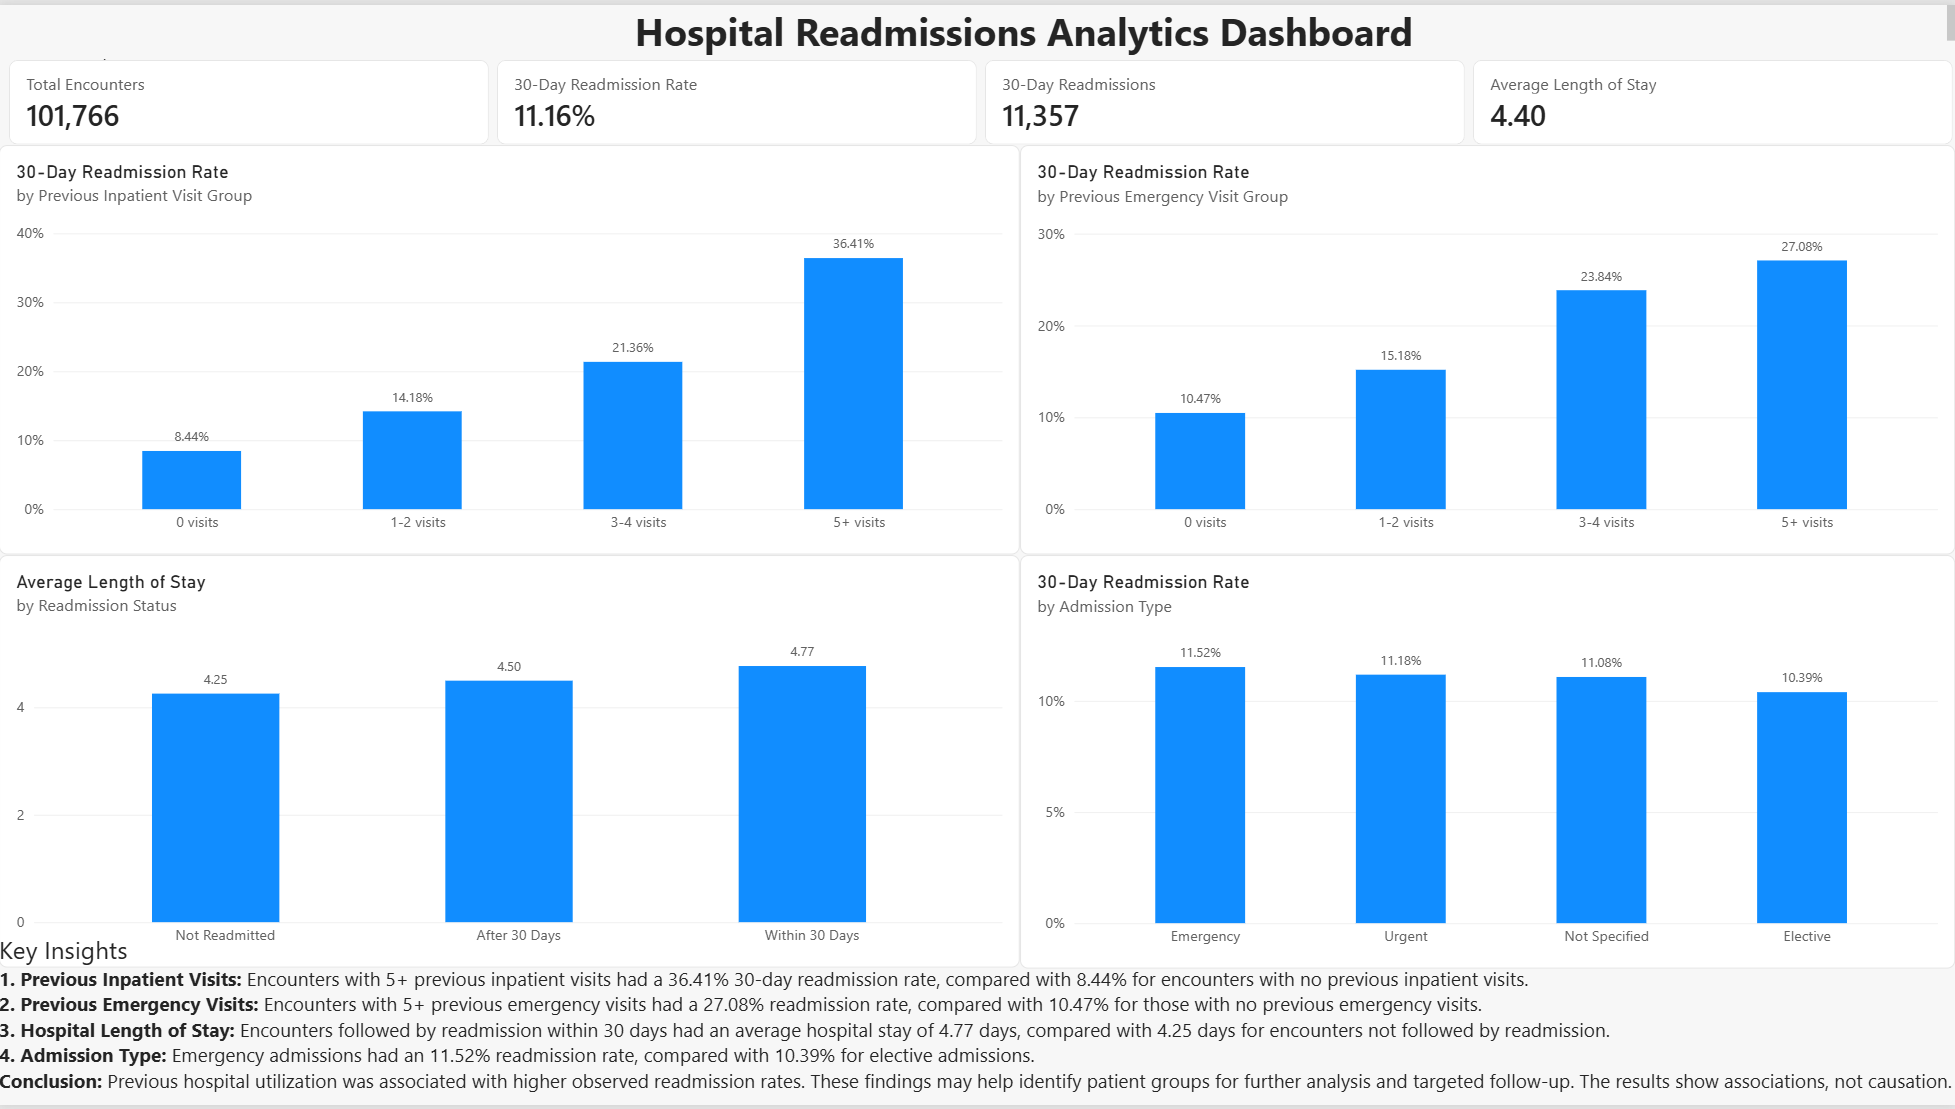 Hospital Readmissions Analytics Dashboard
Total Encounters
101,766
30-Day Readmission Rate
11.16%
30-Day Readmissions
11,357
Average Length of Stay
4.40
30-Day Readmission Rate
by Previous Inpatient Visit Group
40%
30%
20%
10%
0%
8.44%
14.18%
21.36%
36.41%
0 visits
1-2 visits
3-4 visits
5+ visits
30-Day Readmission Rate
by Previous Emergency Visit Group
30%
20%
10%
0%
10.47%
15.18%
23.84%
27.08%
0 visits
1-2 visits
3-4 visits
5+ visits
Average Length of Stay
by Readmission Status
4
2
0
4.25
4.50
4.77
Not Readmitted
After 30 Days
Within 30 Days
30-Day Readmission Rate
by Admission Type
10%
5%
0%
11.52%
11.18%
11.08%
10.39%
Emergency
Urgent
Not Specified
Elective
Key Insights
1. Previous Inpatient Visits: Encounters with 5+ previous inpatient visits had a 36.41% 30-day readmission rate, compared with 8.44% for encounters with no previous inpatient visits.
2. Previous Emergency Visits: Encounters with 5+ previous emergency visits had a 27.08% readmission rate, compared with 10.47% for those with no previous emergency visits.
3. Hospital Length of Stay: Encounters followed by readmission within 30 days had an average hospital stay of 4.77 days, compared with 4.25 days for encounters not followed by readmission.
4. Admission Type: Emergency admissions had an 11.52% readmission rate, compared with 10.39% for elective admissions.
Conclusion: Previous hospital utilization was associated with higher observed readmission rates. These findings may help identify patient groups for further analysis and targeted follow-up. The results show associations, not causation.